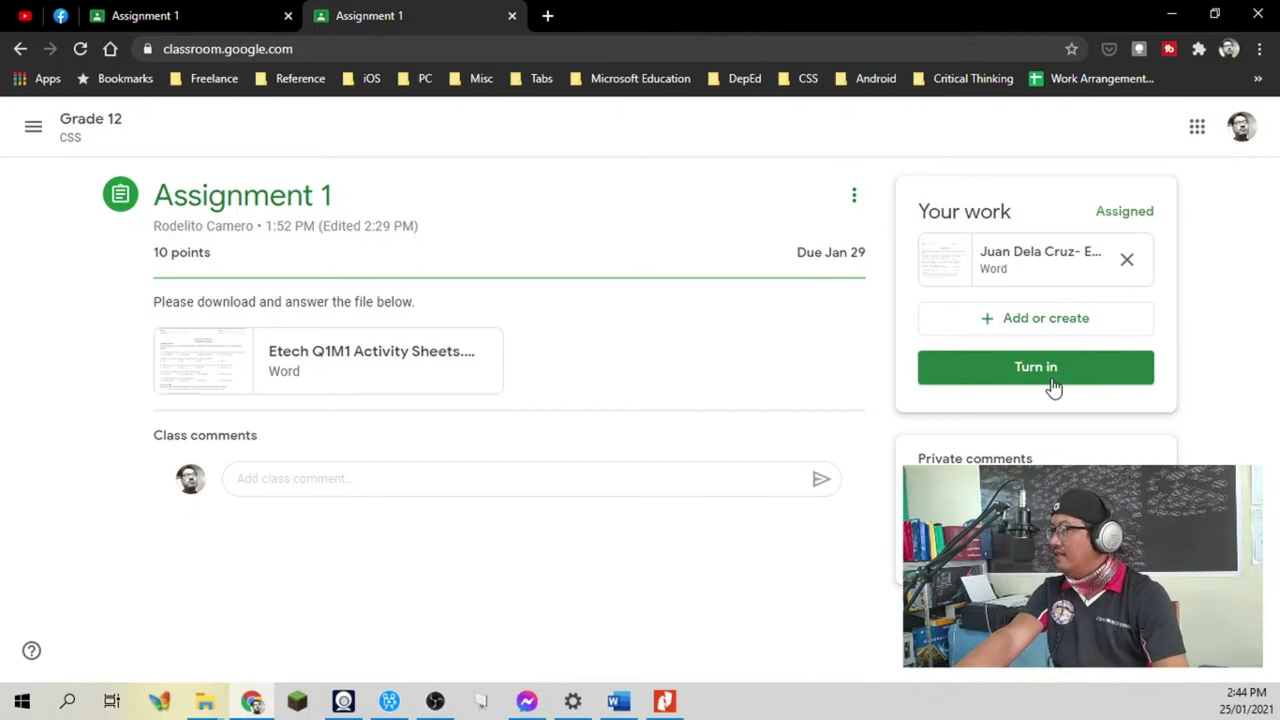 Assignment 1
Assignment 1
classroom.google.com
Apps
Bookmarks
Freelance
Reference
iOS
PC
Misc
Tabs
Microsoft Education
DepEd
CSS
Android
Critical Thinking
Work Arrangement...
Grade 12
CSS
Assignment 1
Rodelito Camero • 1:52 PM (Edited 2:29 PM)
10 points
Due Jan 29
Please download and answer the file below.
Etech Q1M1 Activity Sheets....
Word
Class comments
Add class comment...
Your work
Assigned
Juan Dela Cruz- E...
Word
Add or create
Turn in
Private comments
2:44 PM
25/01/2021